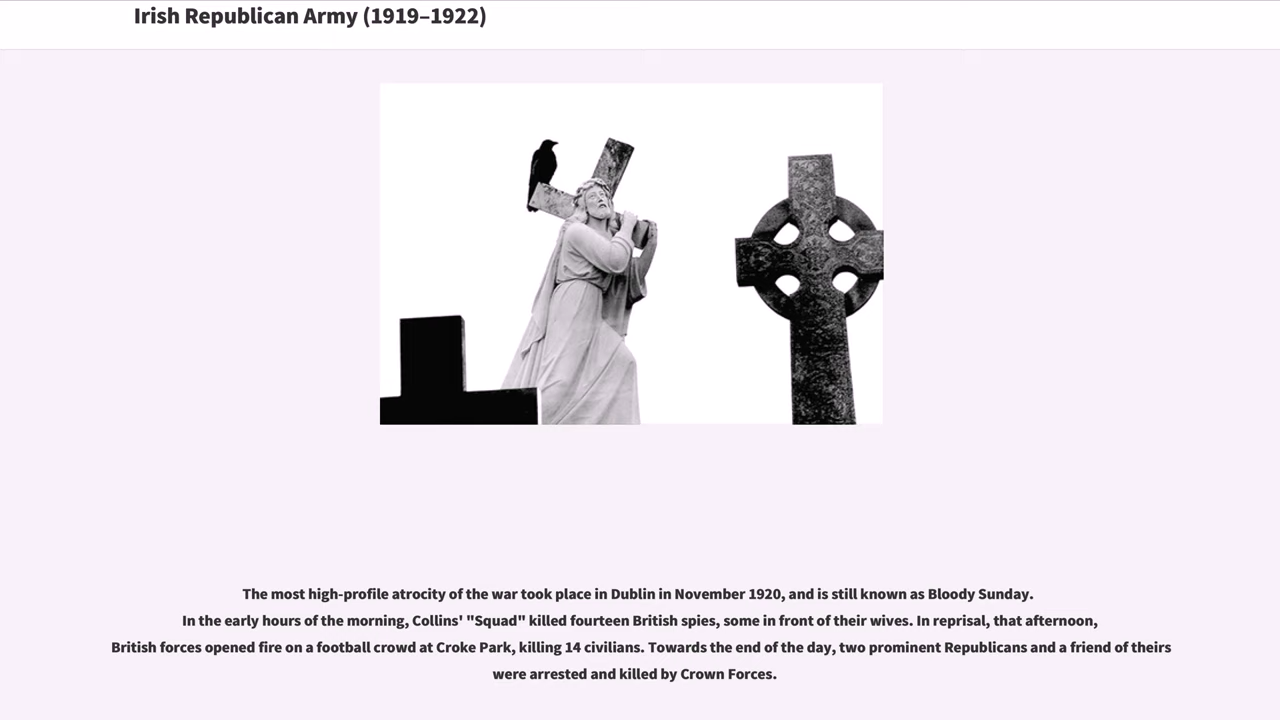 Irish Republican Army (1919–1922)
The most high-profile atrocity of the war took place in Dublin in November 1920, and is still known as Bloody Sunday.
In the early hours of the morning, Collins' "Squad" killed fourteen British spies, some in front of their wives. In reprisal, that afternoon,
British forces opened fire on a football crowd at Croke Park, killing 14 civilians. Towards the end of the day, two prominent Republicans and a friend of theirs
were arrested and killed by Crown Forces.